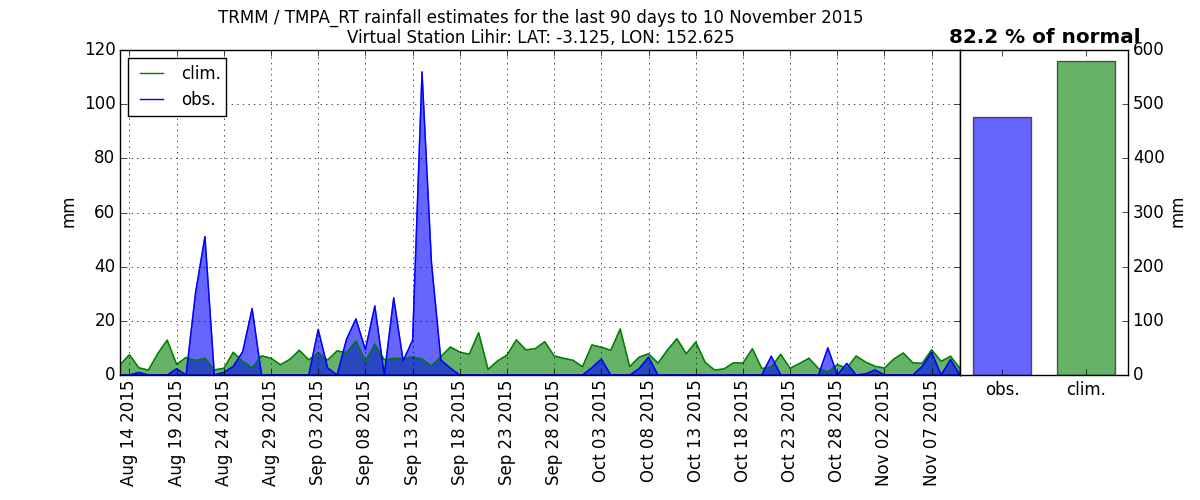 TRMM / TMPA_RT rainfall estimates for the last 90 days to 10 November 2015
Virtual Station Lihir: LAT: -3.125, LON: 152.625
82.2 % of normal
clim.
obs.
mm
120
100
80
60
40
20
0
600
500
400
300
200
100
0
mm
Aug 14 2015
Aug 19 2015
Aug 24 2015
Aug 29 2015
Sep 03 2015
Sep 08 2015
Sep 13 2015
Sep 18 2015
Sep 23 2015
Sep 28 2015
Oct 03 2015
Oct 08 2015
Oct 13 2015
Oct 18 2015
Oct 23 2015
Oct 28 2015
Nov 02 2015
Nov 07 2015
obs.
clim.